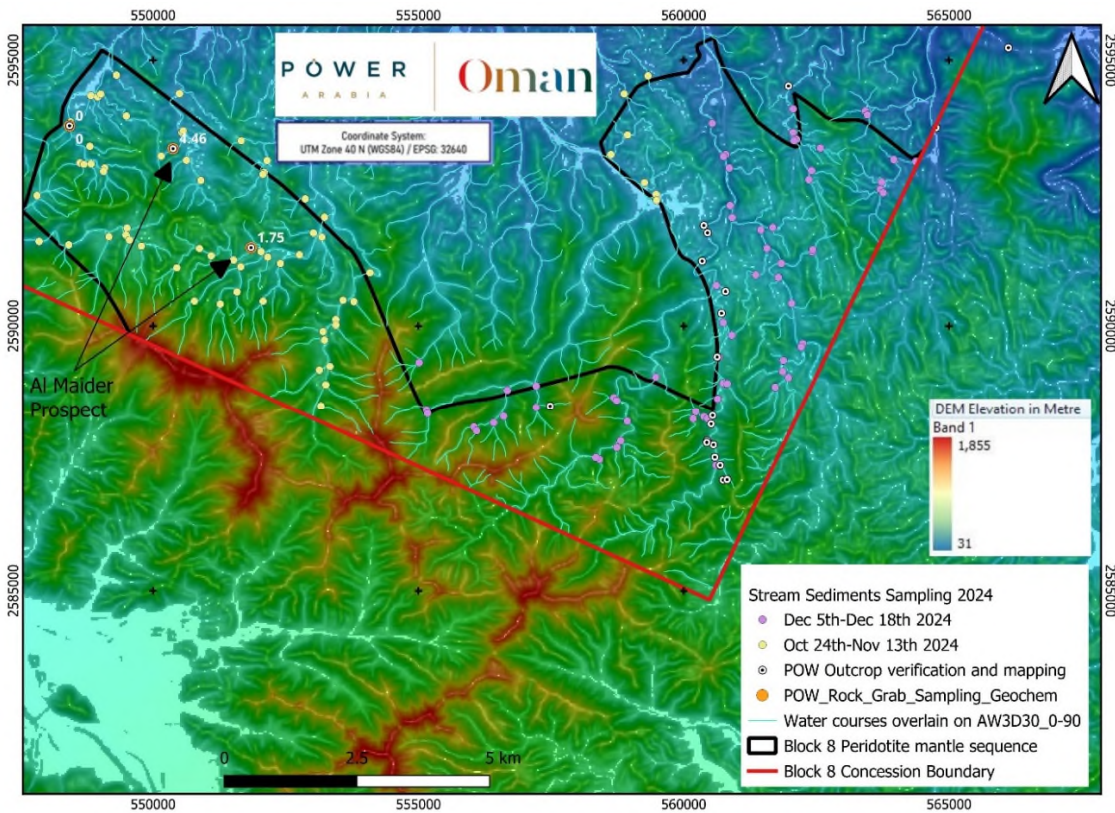 550000
555000
560000
565000
2595000
2595000
POWER
ARABIA
Oman
Coordinate System:
UTM Zone 40 N (WGS84) / EPSG: 32640
0
0
4.46
1.75
2590000
2590000
Al Maider
Prospect
DEM Elevation in Metre
Band 1
1,855
31
2585000
2585000
Stream Sediments Sampling 2024
Dec 5th-Dec 18th 2024
Oct 24th-Nov 13th 2024
POW Outcrop verification and mapping
POW_Rock_Grab_Sampling_Geochem
Water courses overlain on AW3D30_0-90
Block 8 Peridotite mantle sequence
Block 8 Concession Boundary
0
2.5
5 km
550000
555000
560000
565000